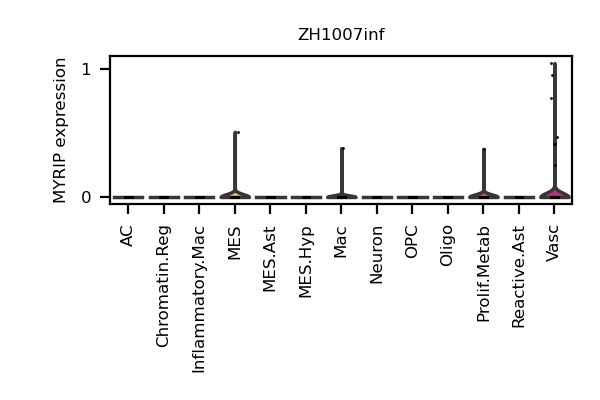 ZH1007inf
MYRIP expression
1
0
AC
Chromatin.Reg
Inflammatory.Mac
MES
MES.Ast
MES.Hyp
Mac
Neuron
OPC
Oligo
Prolif.Metab
Reactive.Ast
Vasc